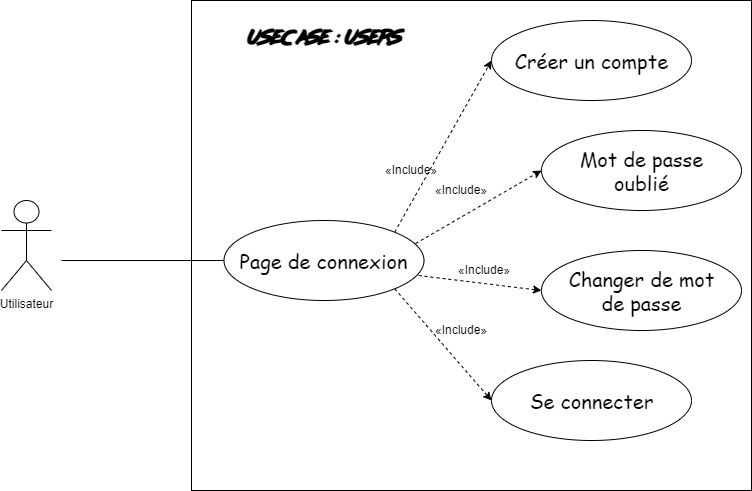 USECASE : USERS
Créer un compte
«Include»
Mot de passe
oublié
«Include»
Utilisateur
Page de connexion
«Include»
Changer de mot
de passe
«Include»
Se connecter